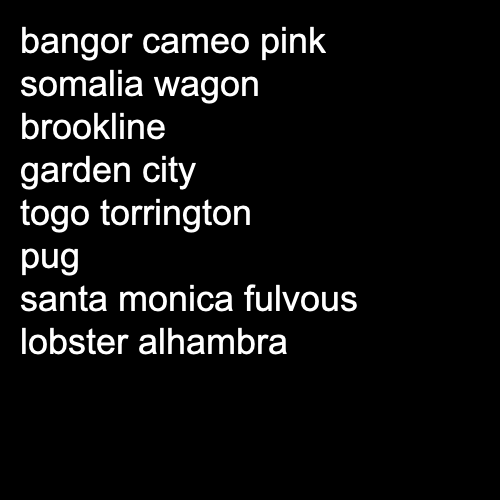 bangor cameo pink
somalia wagon
brookline
garden city
togo torrington
pug
santa monica fulvous
lobster alhambra